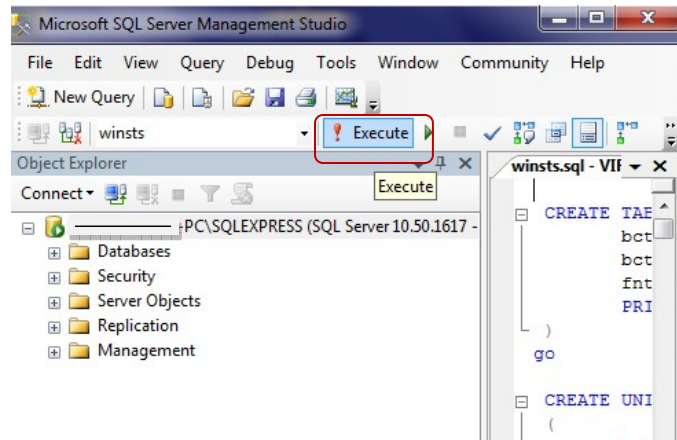 Microsoft SQL Server Management Studio
File Edit View Query Debug Tools Window Community Help
New Query
winsts Execute
Object Explorer
winsts.sql - VIF
Connect
Execute
PC\SQLEXPRESS (SQL Server 10.50.1617 -
Databases
Security
Server Objects
Replication
Management
CREATE TAB
bct
bct
fnt
PRI
)
go
CREATE UNI
(